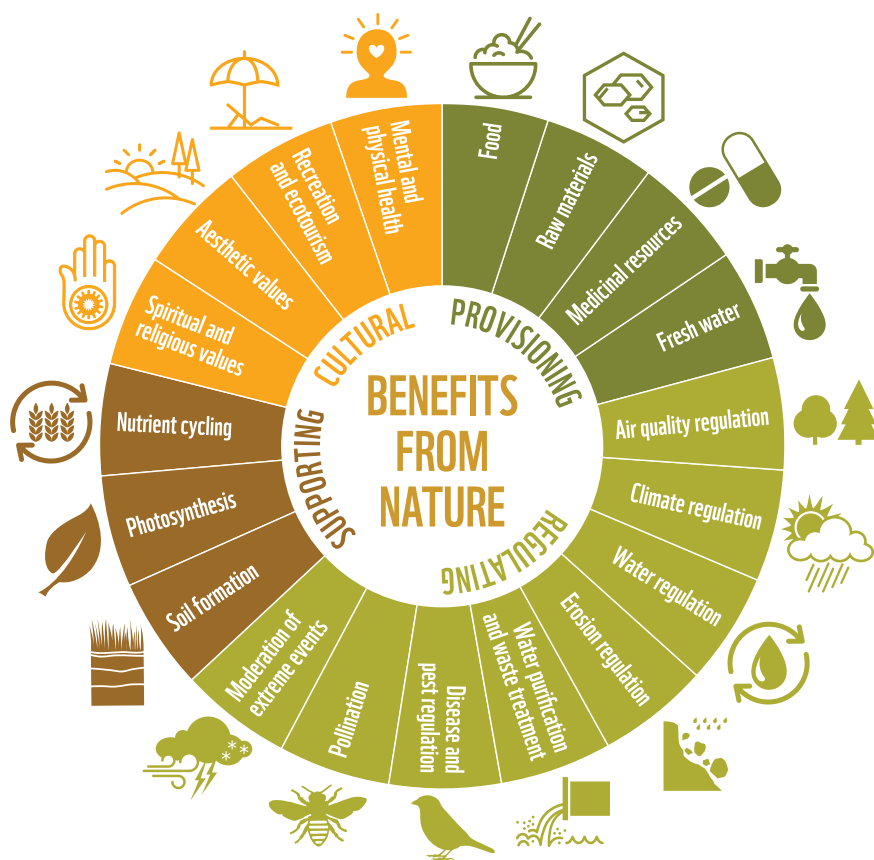 BENEFITS
FROM
NATURE
PROVISIONING
Food
Raw materials
Medicinal resources
Fresh water
REGULATING
Air quality regulation
Climate regulation
Water regulation
Erosion regulation
Water purification
and waste treatment
Disease and
pest regulation
Pollination
Moderation of
extreme events
SUPPORTING
Soil formation
Photosynthesis
Nutrient cycling
CULTURAL
Spiritual and
religious values
Aesthetic values
Recreation
and ecotourism
Mental and
physical health